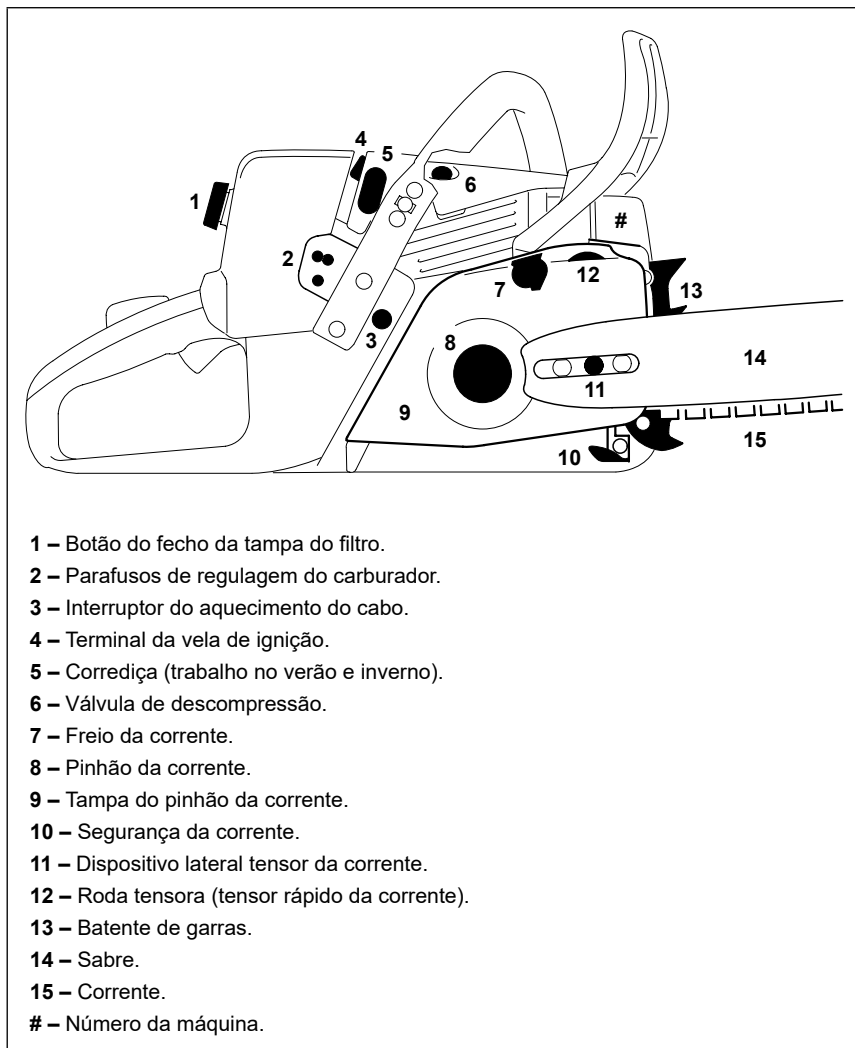 4
5
1
6
#
2
7
12
13
3
8
14
11
9
10
15
1 – Botão do fecho da tampa do filtro.
2 – Parafusos de regulagem do carburador.
3 – Interruptor do aquecimento do cabo.
4 – Terminal da vela de ignição.
5 – Corrediça (trabalho no verão e inverno).
6 – Válvula de descompressão.
7 – Freio da corrente.
8 – Pinhão da corrente.
9 – Tampa do pinhão da corrente.
10 – Segurança da corrente.
11 – Dispositivo lateral tensor da corrente.
12 – Roda tensora (tensor rápido da corrente).
13 – Batente de garras.
14 – Sabre.
15 – Corrente.
# – Número da máquina.